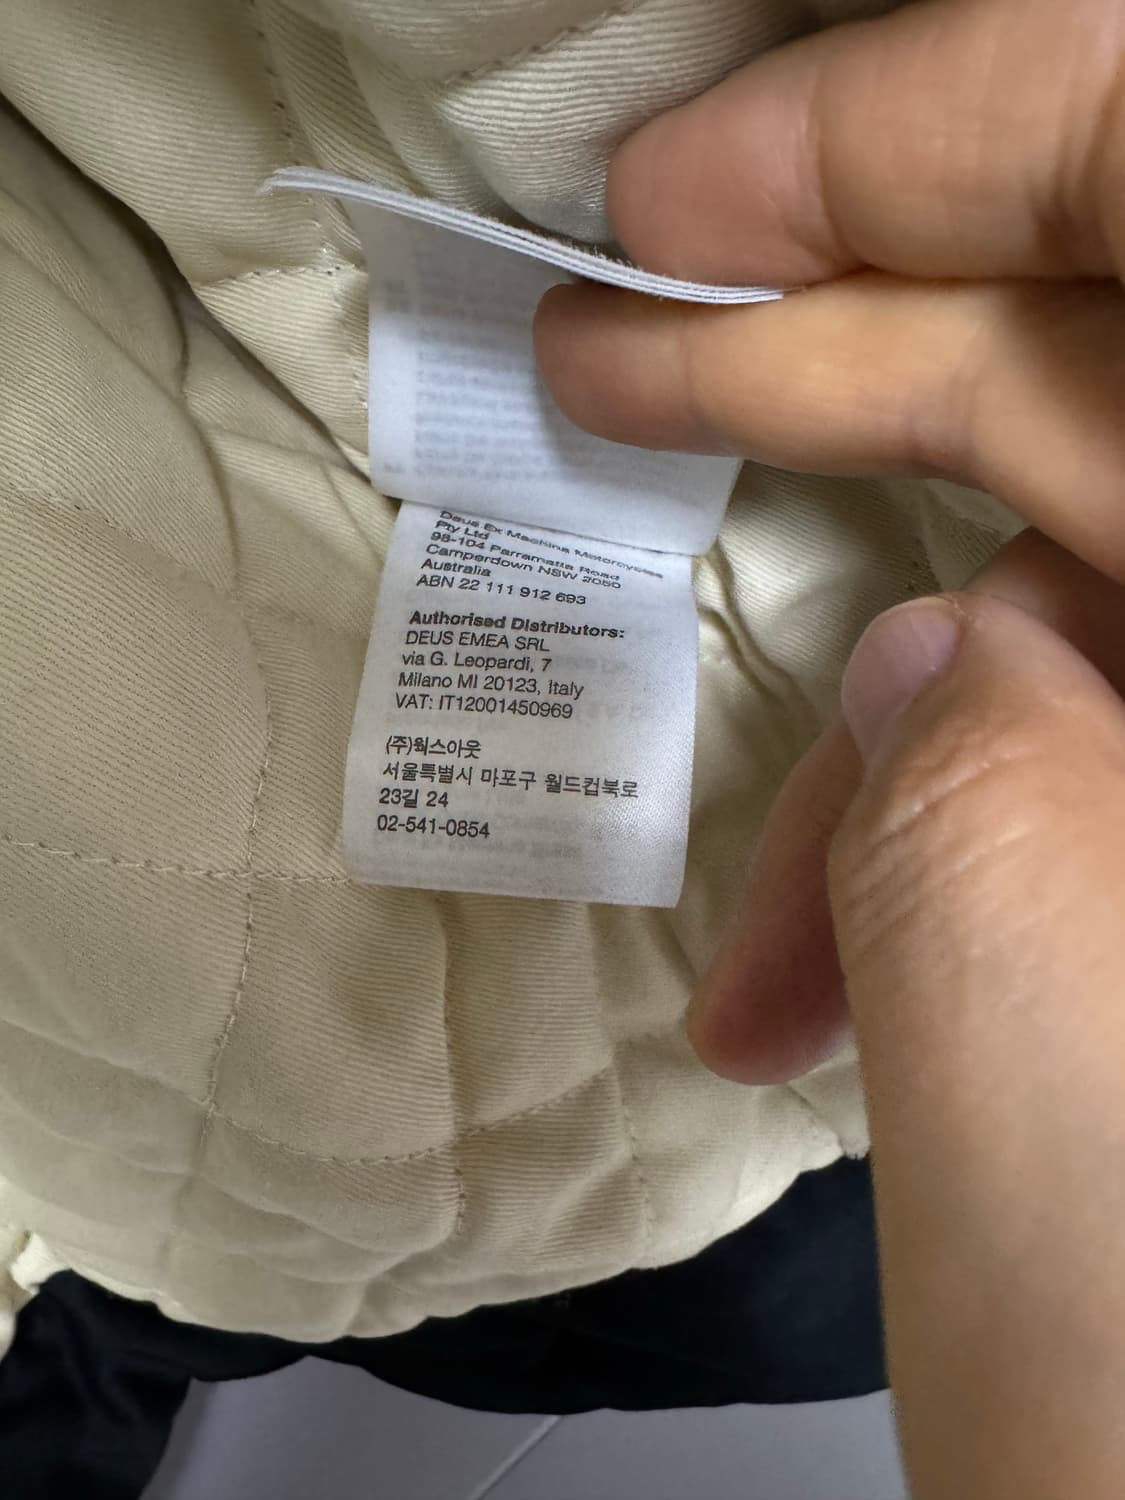 Deus Ex Machina Motorcycles
Pty Ltd
98-104 Parramatta Road
Camperdown NSW 2050
Australia
ABN 22 111 912 693
Authorised Distributors:
DEUS EMEA SRL
via G. Leopardi, 7
Milano MI 20123, Italy
VAT: IT12001450969
(주)웍스아웃
서울특별시 마포구 월드컵북로
23길 24
02-541-0854